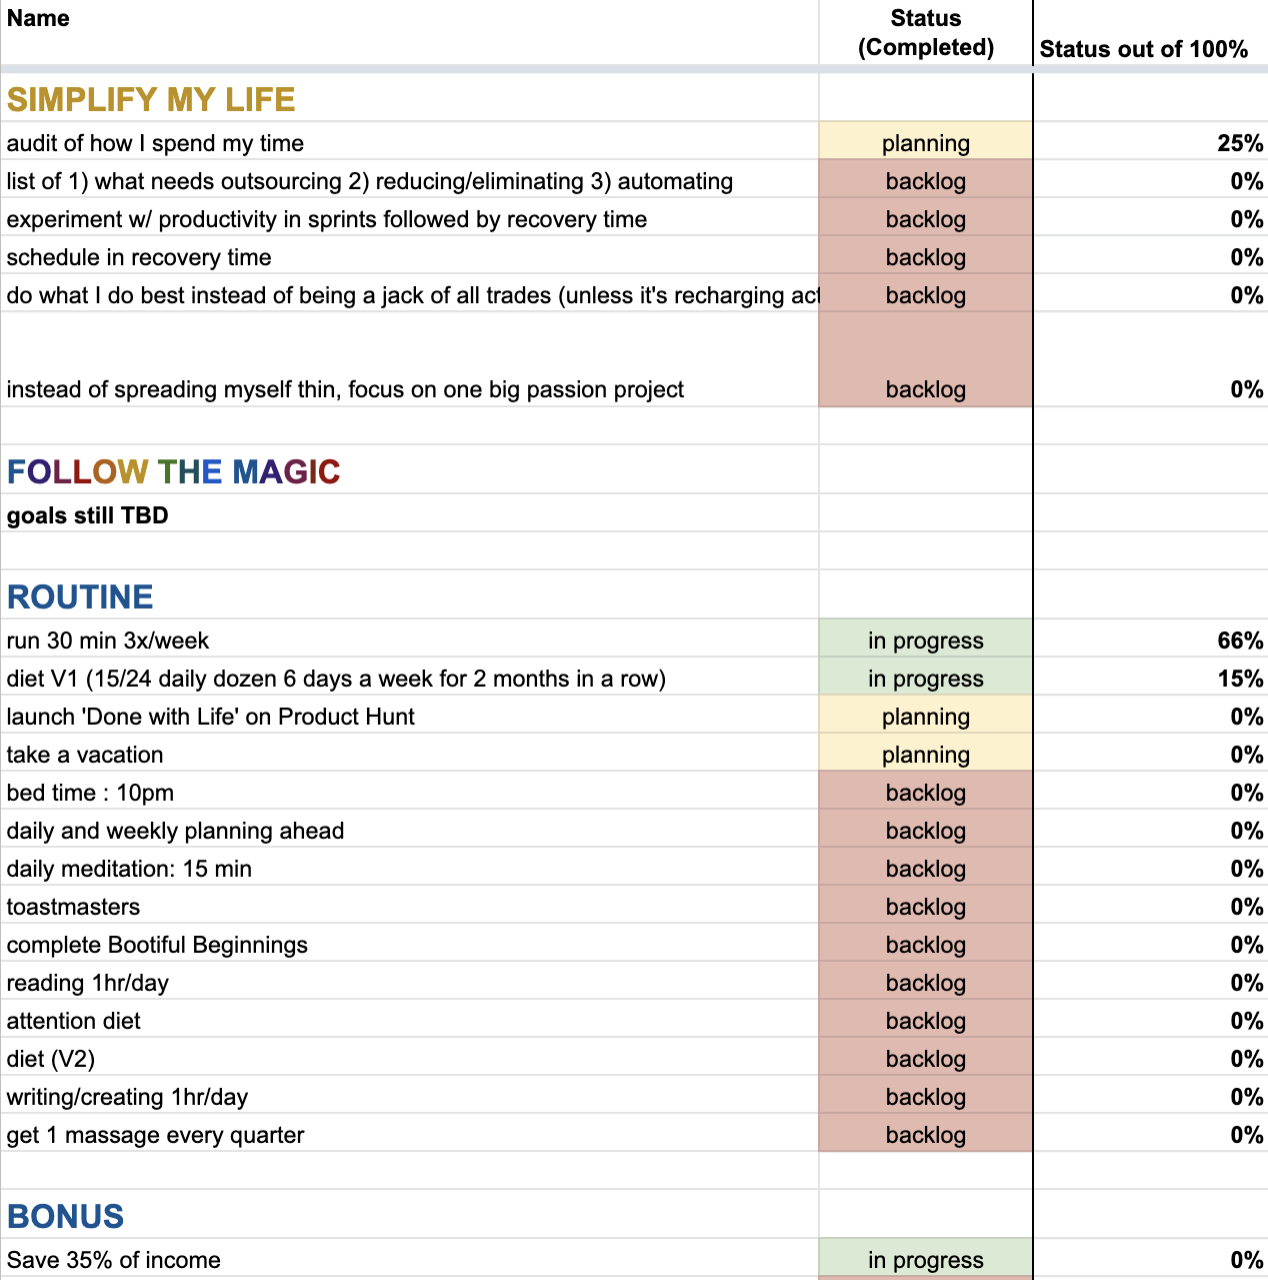 Name Status (Completed) Status out of 100%
SIMPLIFY MY LIFE
audit of how I spend my time planning 25%
list of 1) what needs outsourcing 2) reducing/eliminating 3) automating backlog 0%
experiment w/ productivity in sprints followed by recovery time backlog 0%
schedule in recovery time backlog 0%
do what I do best instead of being a jack of all trades (unless it's recharging act backlog 0%
instead of spreading myself thin, focus on one big passion project backlog 0%
FOLLOW THE MAGIC
goals still TBD
ROUTINE
run 30 min 3x/week in progress 66%
diet V1 (15/24 daily dozen 6 days a week for 2 months in a row) in progress 15%
launch 'Done with Life' on Product Hunt planning 0%
take a vacation planning 0%
bed time : 10pm backlog 0%
daily and weekly planning ahead backlog 0%
daily meditation: 15 min backlog 0%
toastmasters backlog 0%
complete Bootiful Beginnings backlog 0%
reading 1hr/day backlog 0%
attention diet backlog 0%
diet (V2) backlog 0%
writing/creating 1hr/day backlog 0%
get 1 massage every quarter backlog 0%
BONUS
Save 35% of income in progress 0%